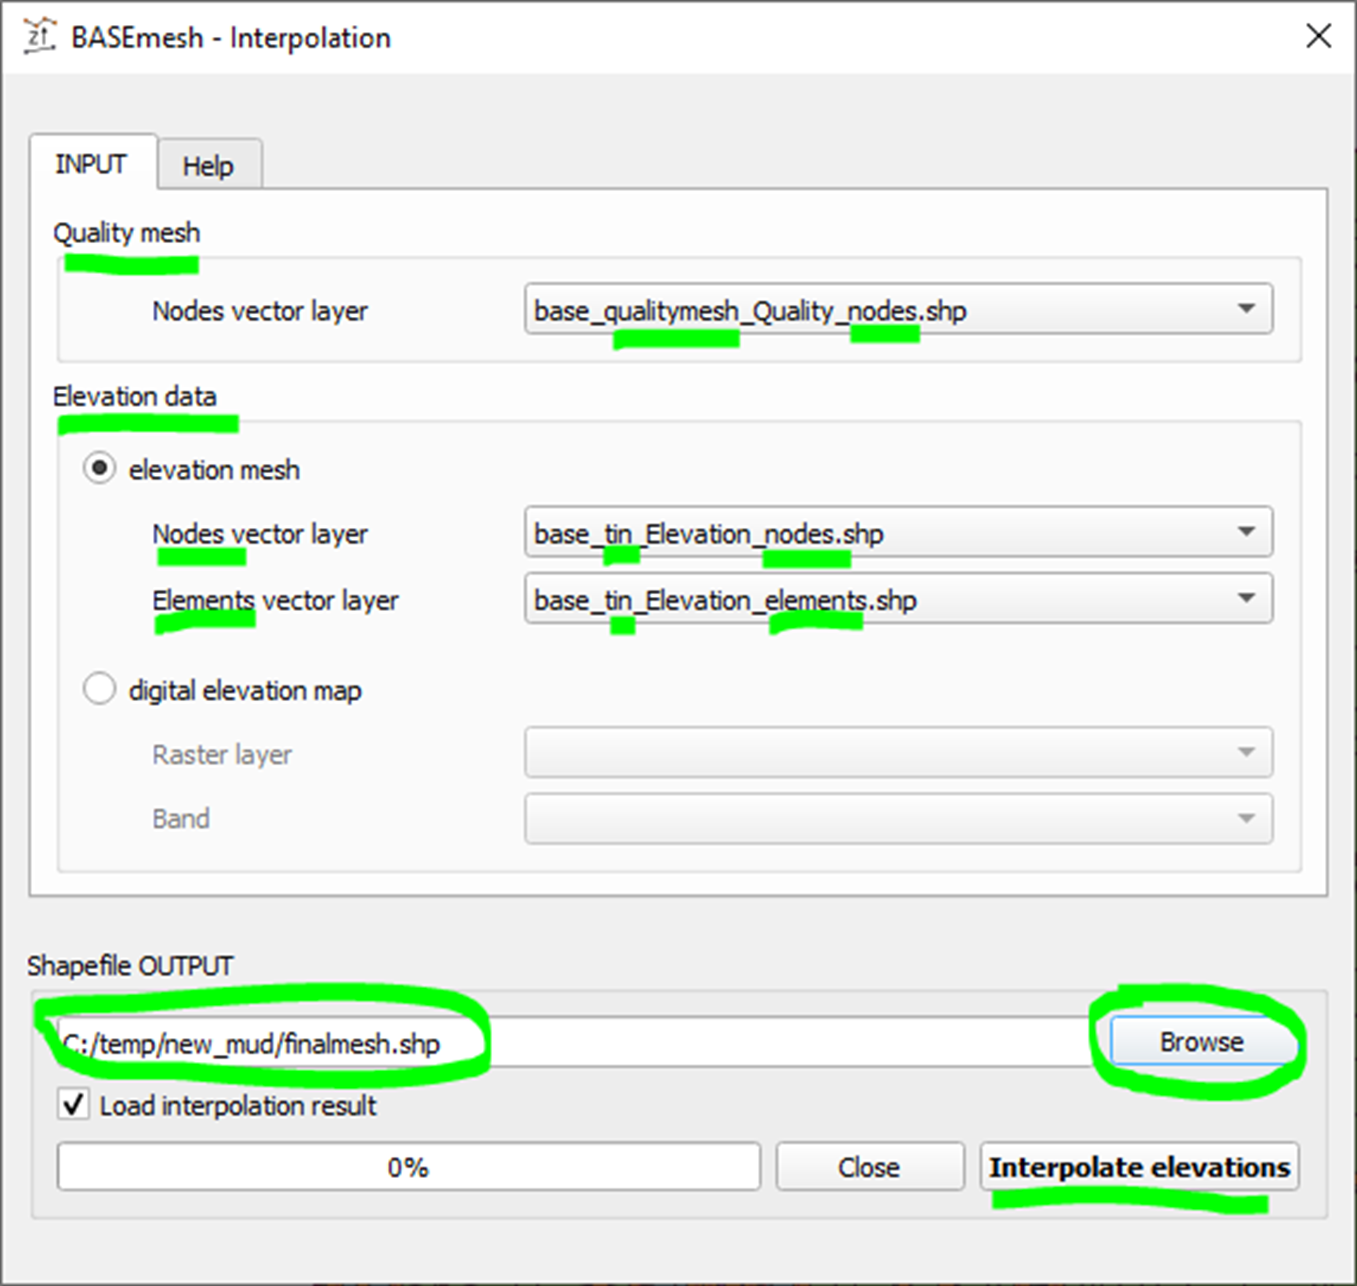 BASEmesh - Interpolation
INPUT Help
Quality mesh
Nodes vector layer base_qualitymesh_Quality_nodes.shp
Elevation data
elevation mesh
Nodes vector layer base_tin_Elevation_nodes.shp
Elements vector layer base_tin_Elevation_elements.shp
digital elevation map
Raster layer
Band
Shapefile OUTPUT
C:/temp/new_mud/finalmesh.shp Browse
Load interpolation result
0% Close Interpolate elevations